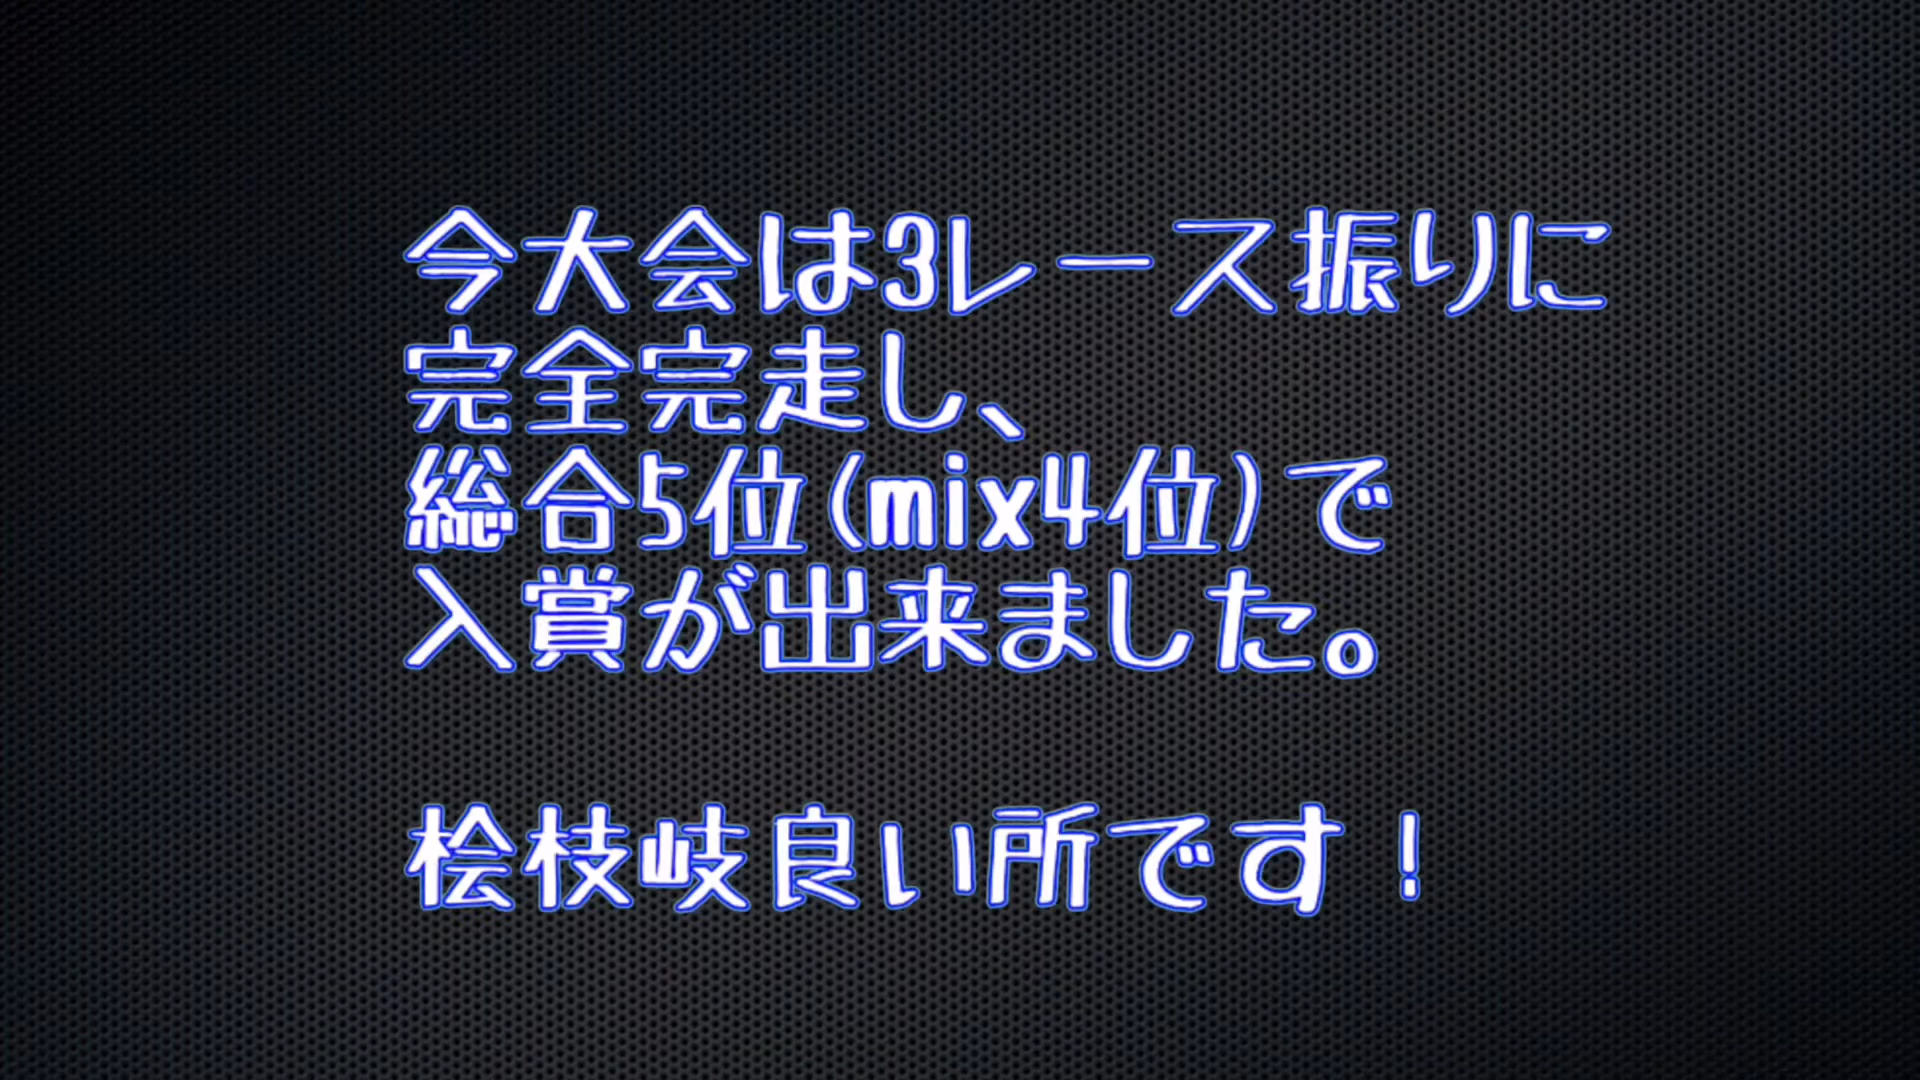 今大会は3レース振りに
完全完走し、
総合5位(mix4位)で
入賞が出来ました。
桧枝岐良い所です！